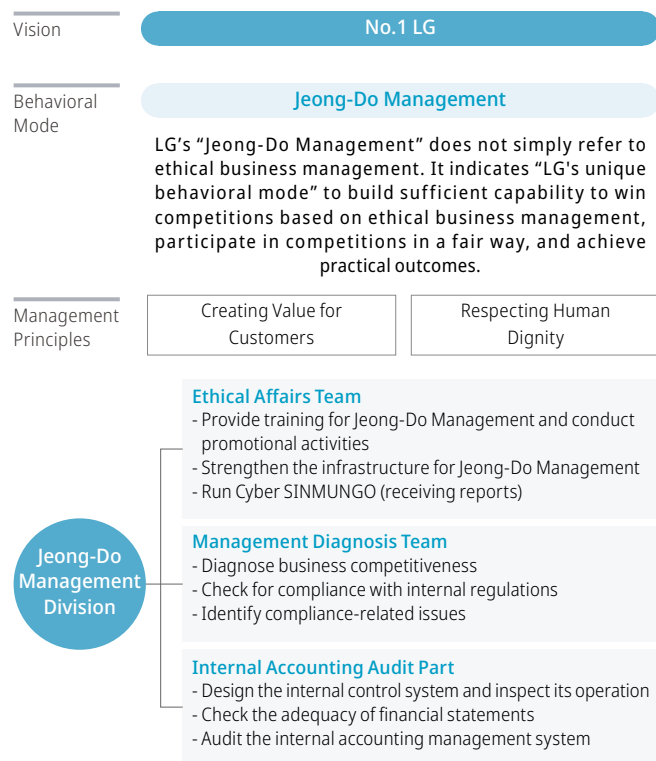 Vision
No.1 LG
Behavioral
Mode
Jeong-Do Management
LG's “Jeong-Do Management” does not simply refer to
ethical business management. It indicates “LG's unique
behavioral mode” to build sufficient capability to win
competitions based on ethical business management,
participate in competitions in a fair way, and achieve
practical outcomes.
Management
Principles
Creating Value for
Customers
Respecting Human
Dignity
Jeong-Do
Management
Division
Ethical Affairs Team
- Provide training for Jeong-Do Management and conduct
promotional activities
- Strengthen the infrastructure for Jeong-Do Management
- Run Cyber SINMUNGO (receiving reports)
Management Diagnosis Team
- Diagnose business competitiveness
- Check for compliance with internal regulations
- Identify compliance-related issues
Internal Accounting Audit Part
- Design the internal control system and inspect its operation
- Check the adequacy of financial statements
- Audit the internal accounting management system